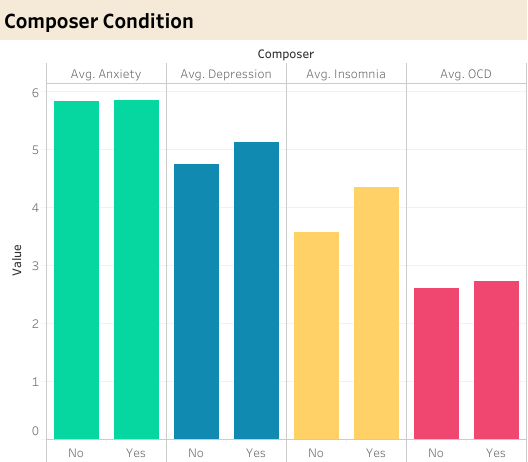 Composer Condition
Composer
Avg. Anxiety Avg. Depression Avg. Insomnia Avg. OCD
6
5
4
3
2
1
0
Value
No Yes No Yes No Yes No Yes